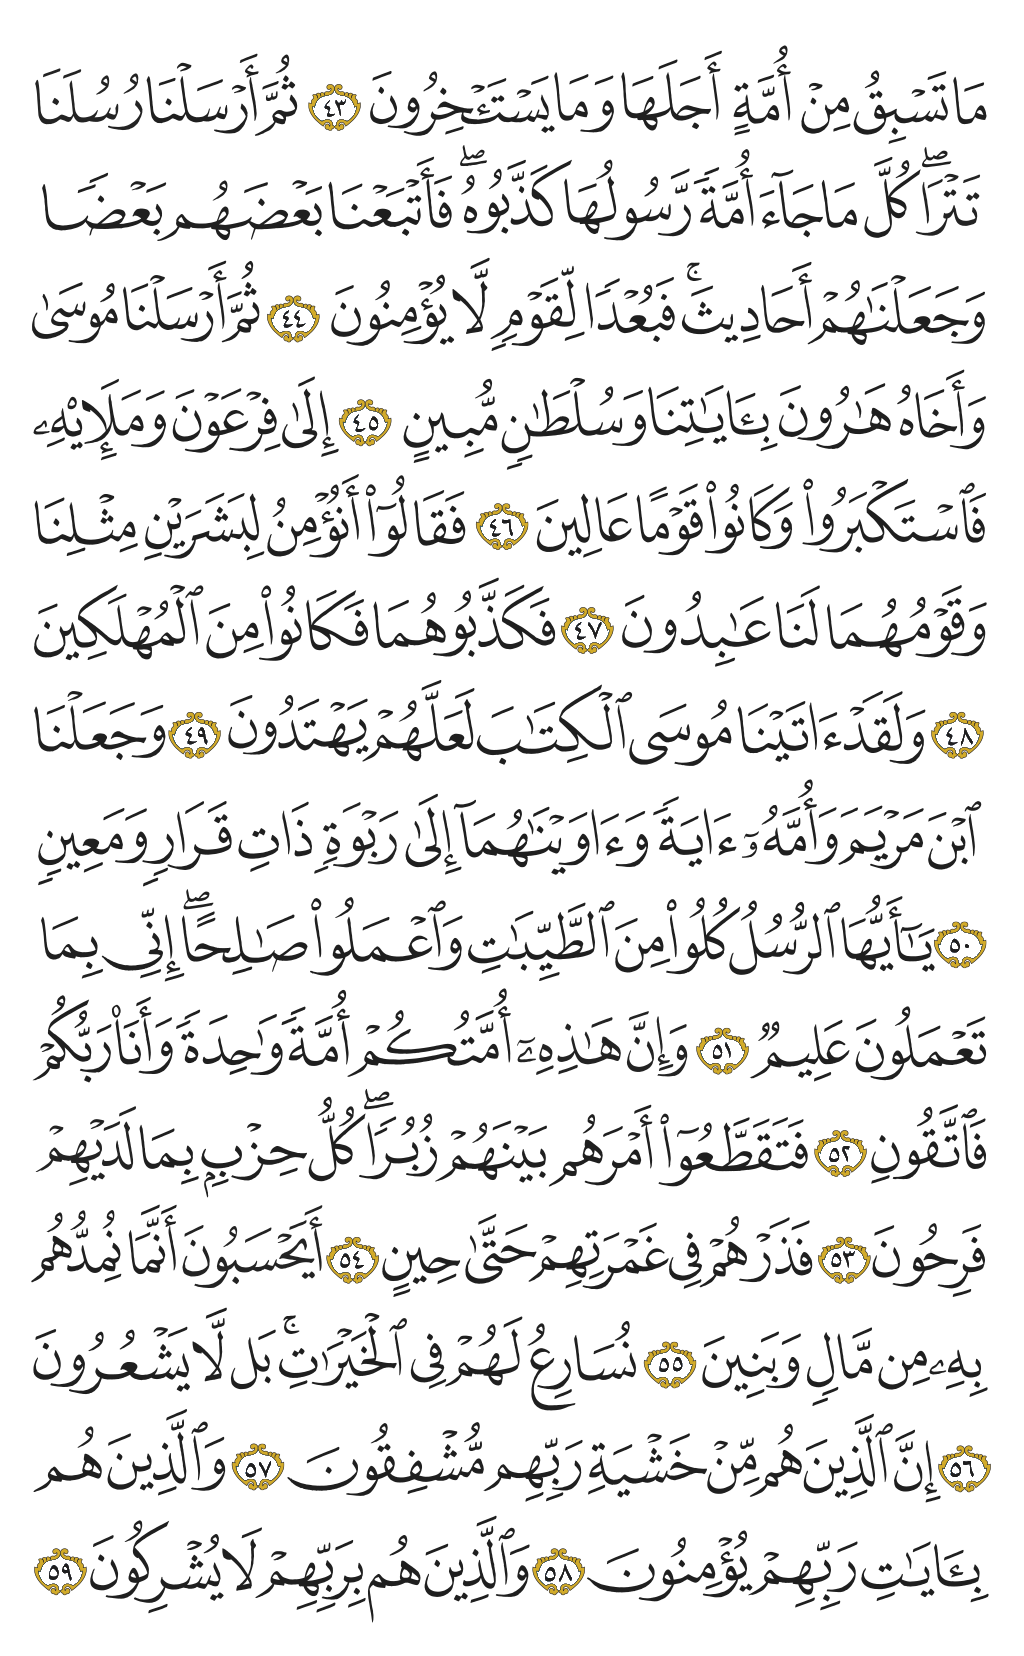 مَا تَسْبِقُ مِنْ أُمَّةٍ أَجَلَهَا وَمَا يَسْتَـْٔخِرُونَ ٤٣ ثُمَّ أَرْسَلْنَا رُسُلَنَا
تَتْرَاۖ كُلَّ مَا جَآءَ أُمَّةً رَّسُولُهَا كَذَّبُوهُۖ فَأَتْبَعْنَا بَعْضَهُم بَعْضًا
وَجَعَلْنَٰهُمْ أَحَادِيثَۚ فَبُعْدًا لِّقَوْمٍ لَّا يُؤْمِنُونَ ٤٤ ثُمَّ أَرْسَلْنَا مُوسَىٰ
وَأَخَاهُ هَٰرُونَ بِـَٔايَٰتِنَا وَسُلْطَٰنٍ مُّبِينٍ ٤٥ إِلَىٰ فِرْعَوْنَ وَمَلَإِيْهِۦ
فَٱسْتَكْبَرُوا۟ وَكَانُوا۟ قَوْمًا عَالِينَ ٤٦ فَقَالُوٓا۟ أَنُؤْمِنُ لِبَشَرَيْنِ مِثْلِنَا
وَقَوْمُهُمَا لَنَا عَٰبِدُونَ ٤٧ فَكَذَّبُوهُمَا فَكَانُوا۟ مِنَ ٱلْمُهْلَكِينَ
٤٨ وَلَقَدْ ءَاتَيْنَا مُوسَى ٱلْكِتَٰبَ لَعَلَّهُمْ يَهْتَدُونَ ٤٩ وَجَعَلْنَا
ٱبْنَ مَرْيَمَ وَأُمَّهُۥٓ ءَايَةً وَءَاوَيْنَٰهُمَآ إِلَىٰ رَبْوَةٍ ذَاتِ قَرَارٍ وَمَعِينٍ
٥٠ يَٰٓأَيُّهَا ٱلرُّسُلُ كُلُوا۟ مِنَ ٱلطَّيِّبَٰتِ وَٱعْمَلُوا۟ صَٰلِحًاۖ إِنِّى بِمَا
تَعْمَلُونَ عَلِيمٌ ٥١ وَإِنَّ هَٰذِهِۦٓ أُمَّتُكُمْ أُمَّةً وَٰحِدَةً وَأَنَا۠ رَبُّكُمْ
فَٱتَّقُونِ ٥٢ فَتَقَطَّعُوٓا۟ أَمْرَهُم بَيْنَهُمْ زُبُرًاۖ كُلُّ حِزْبٍۭ بِمَا لَدَيْهِمْ
فَرِحُونَ ٥٣ فَذَرْهُمْ فِى غَمْرَتِهِمْ حَتَّىٰ حِينٍ ٥٤ أَيَحْسَبُونَ أَنَّمَا نُمِدُّهُم
بِهِۦ مِن مَّالٍ وَبَنِينَ ٥٥ نُسَارِعُ لَهُمْ فِى ٱلْخَيْرَٰتِۚ بَل لَّا يَشْعُرُونَ
٥٦ إِنَّ ٱلَّذِينَ هُم مِّنْ خَشْيَةِ رَبِّهِم مُّشْفِقُونَ ٥٧ وَٱلَّذِينَ هُم
بِـَٔايَٰتِ رَبِّهِمْ يُؤْمِنُونَ ٥٨ وَٱلَّذِينَ هُم بِرَبِّهِمْ لَا يُشْرِكُونَ ٥٩